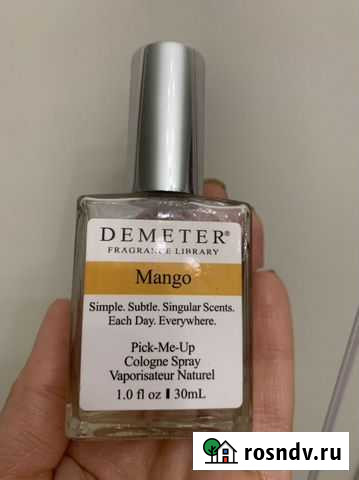 DEMETER®
FRAGRANCE LIBRARY
Mango
Simple. Subtle. Singular Scents.
Each Day. Everywhere.
Pick-Me-Up
Cologne Spray
Vaporisateur Naturel
1.0 fl oz | 30mL
rosndv.ru